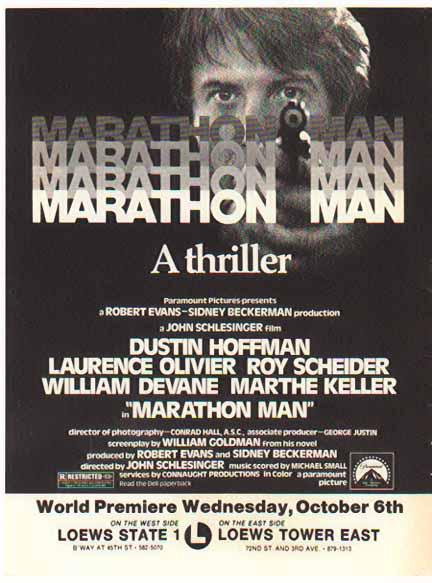 MARATHON MAN
MARATHON MAN
MARATHON MAN
MARATHON MAN
A thriller
Paramount Pictures presents
a ROBERT EVANS–SIDNEY BECKERMAN production
a JOHN SCHLESINGER film
DUSTIN HOFFMAN
LAURENCE OLIVIER ROY SCHEIDER
WILLIAM DEVANE MARTHE KELLER
in "MARATHON MAN"
director of photography—CONRAD HALL, A.S.C., associate producer—GEORGE JUSTIN
screenplay by WILLIAM GOLDMAN from his novel
produced by ROBERT EVANS and SIDNEY BECKERMAN
directed by JOHN SCHLESINGER music scored by MICHAEL SMALL
R RESTRICTED services by CONNAUGHT PRODUCTIONS in Color a paramount
Read the Dell paperback picture
Paramount
World Premiere Wednesday, October 6th
ON THE WEST SIDE ON THE EAST SIDE
LOEWS STATE 1 L LOEWS TOWER EAST
B'WAY AT 45TH ST. • 582-5070 72ND ST. AND 3RD AVE. • 879-1313